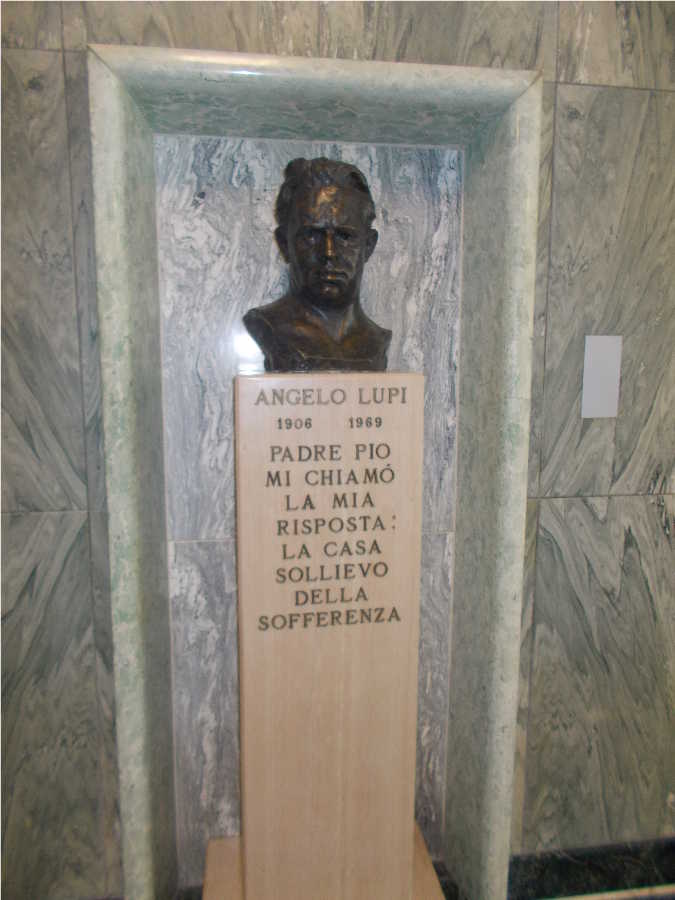 ANGELO LUPI
1906 1969
PADRE PIO
MI CHIAMÓ
LA MIA
RISPOSTA:
LA CASA
SOLLIEVO
DELLA
SOFFERENZA